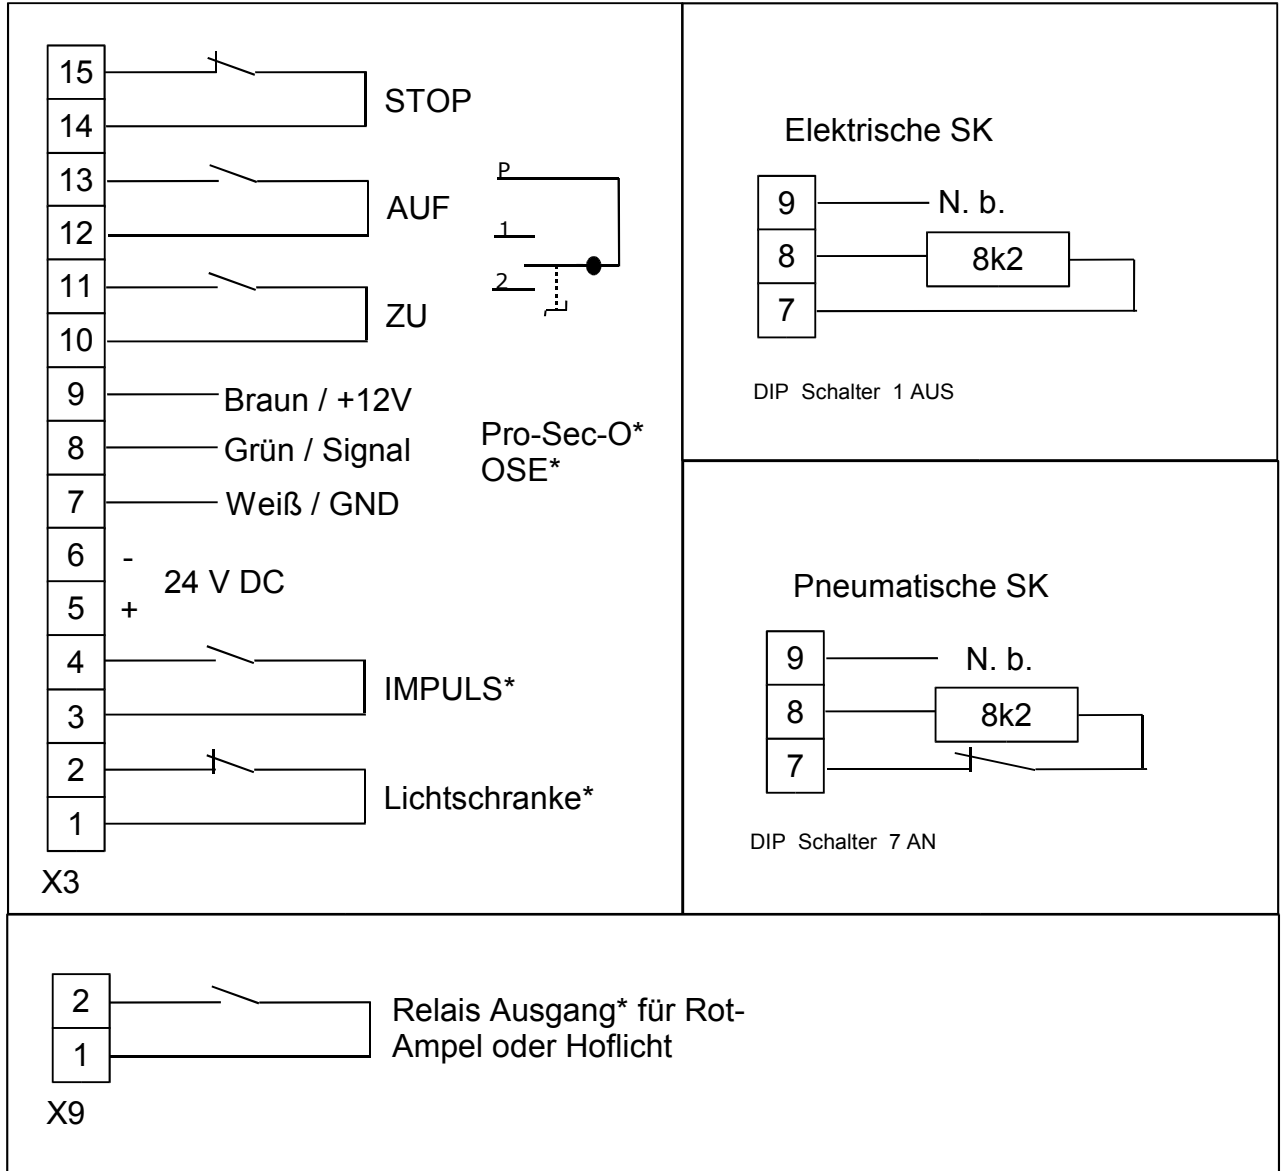 15
STOP
14
13
AUF
12
11
ZU
10
P
1
2
9
Braun / +12V
8
Grün / Signal
7
Weiß / GND
Pro-Sec-O*
OSE*
6 -
24 V DC
5 +
4
IMPULS*
3
2
Lichtschranke*
1
X3
Elektrische SK
9 N. b.
8 8k2
7
DIP Schalter 1 AUS
Pneumatische SK
9 N. b.
8 8k2
7
DIP Schalter 7 AN
2
1
Relais Ausgang* für Rot-
Ampel oder Hoflicht
X9